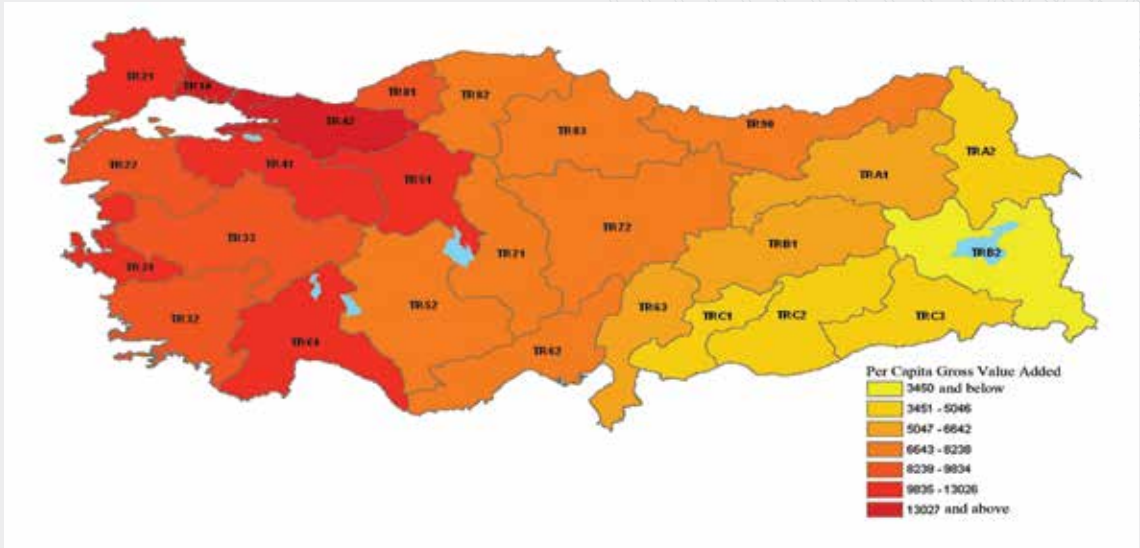 TR21
TR10
TR42
TR81
TR82
TR83
TR90
TRA2
TR22
TR41
TR51
TRA1
TR33
TR71
TR72
TRB1
TRB2
TR31
TR52
TR63
TRC1
TRC2
TRC3
TR32
TR61
TR62
Per Capita Gross Value Added
3450 and below
3451 - 5046
5047 - 6642
6643 - 8238
8239 - 9834
9835 - 13026
13027 and above